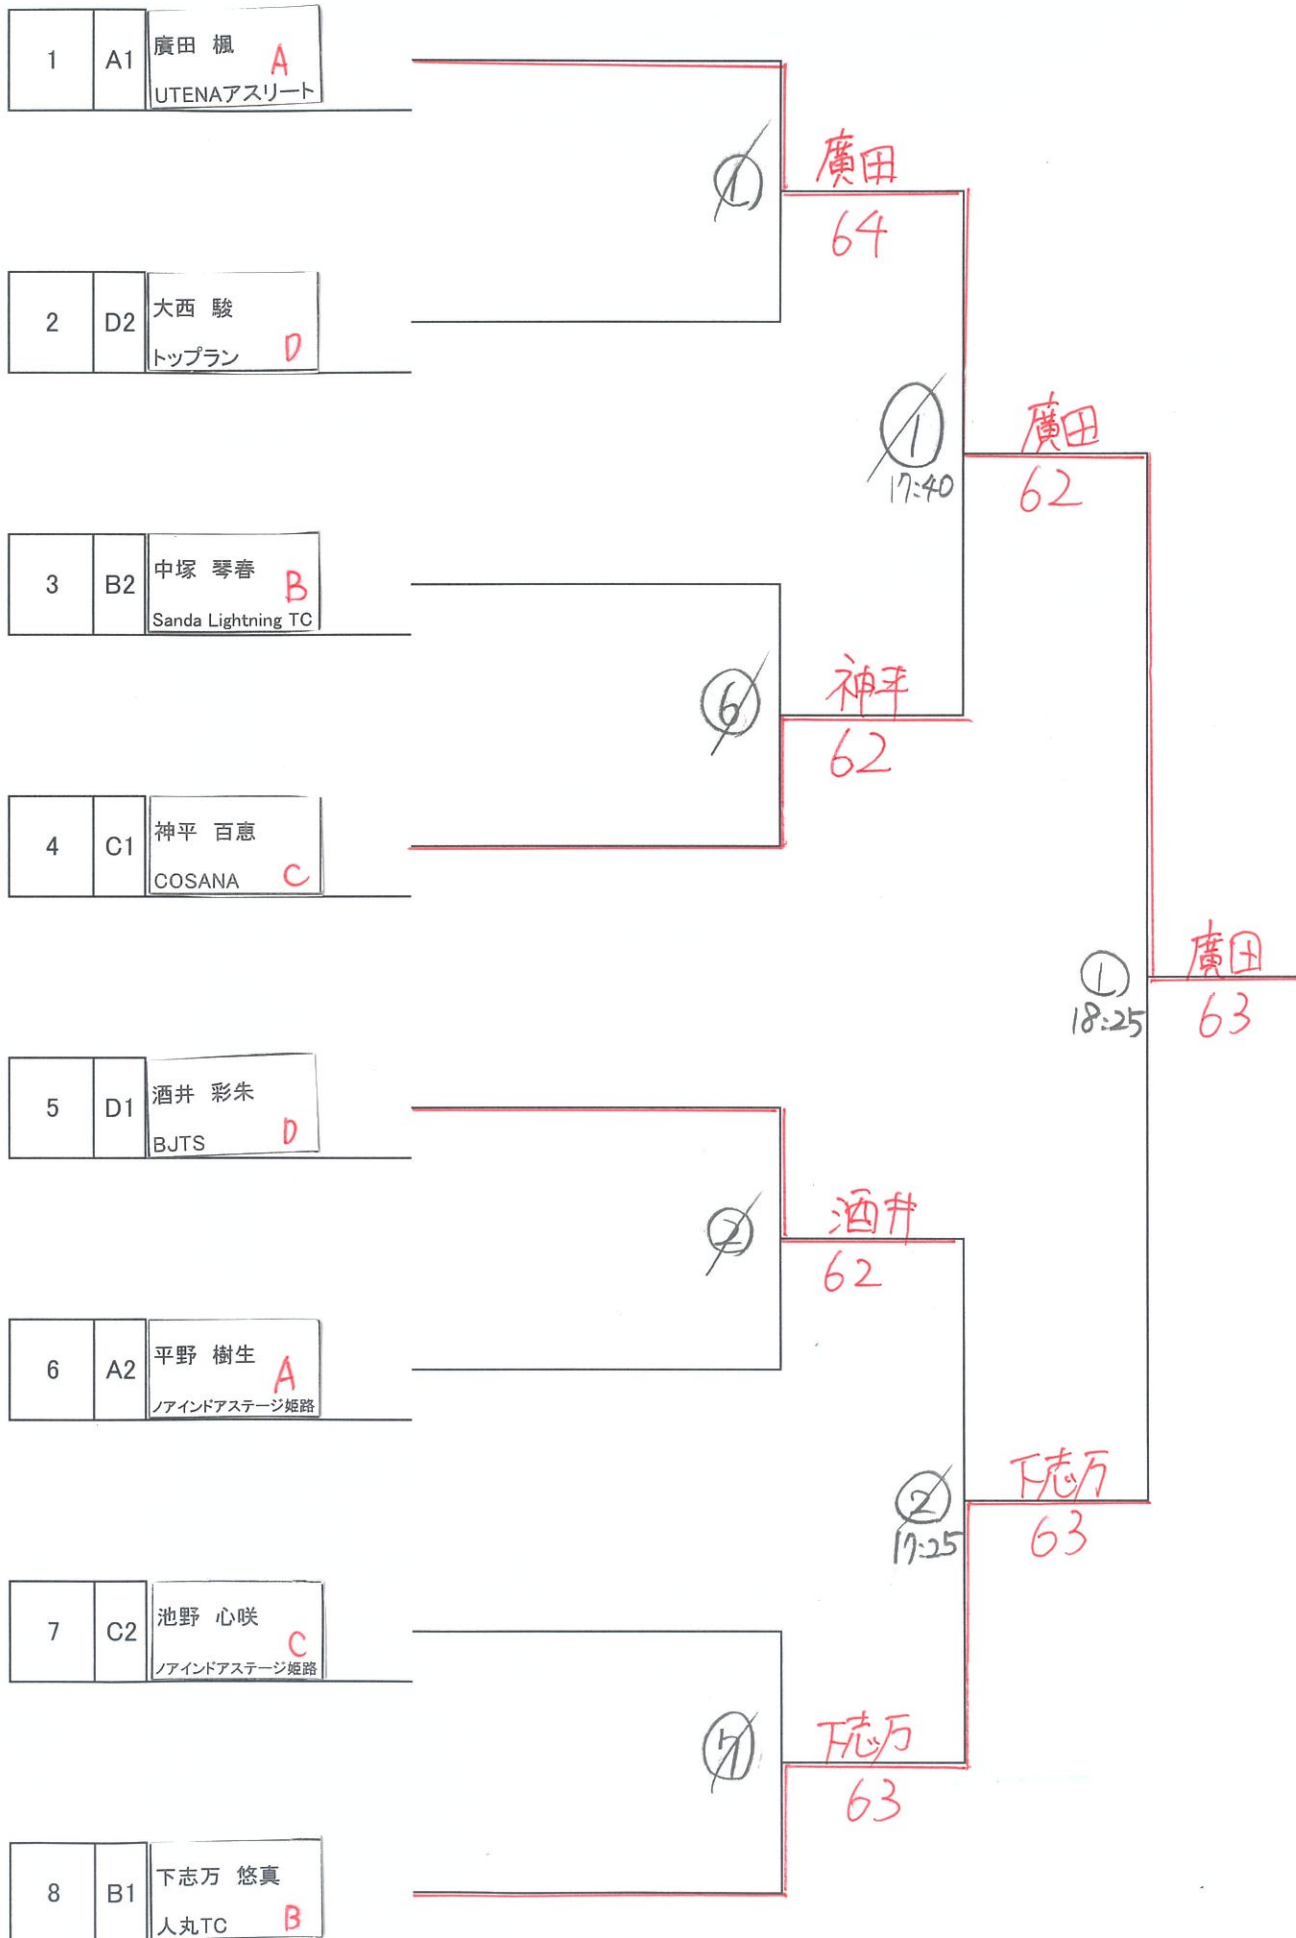 1 A1 廣田 楓 A
UTENAアスリート
① 廣田
64
2 D2 大西 駿
トップラン D
① 廣田
17:40 62
3 B2 中塚 琴春 B
Sanda Lightning TC
⑥ 神平
62
4 C1 神平 百恵
COSANA C
① 廣田
18:25 63
5 D1 酒井 彩朱
BJTS D
② 酒井
62
6 A2 平野 樹生 A
ノアインドアステージ姫路
② 下志万
17:25 63
7 C2 池野 心咲 C
ノアインドアステージ姫路
下志万
63
8 B1 下志万 悠真
人丸TC B